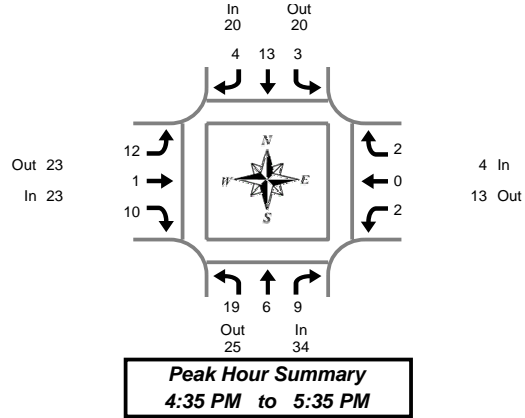 In Out
20 20
4 13 3
N
W E
S
12 2
Out 23 1 0 4 In
In 23 10 2 13 Out
19 6 9
Out In
25 34
Peak Hour Summary
4:35 PM to 5:35 PM